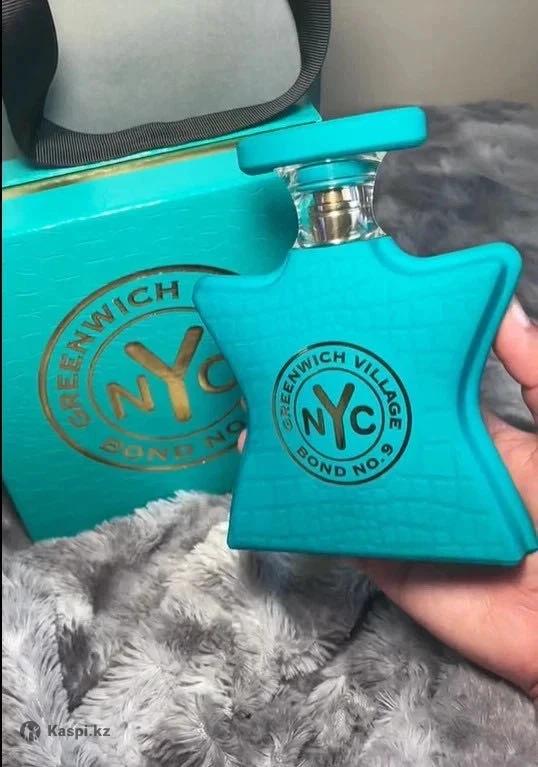 GREENWICH
NYC
BOND NO.
GREENWICH VILLAGE
NYC
BOND NO. 9
Kaspi.kz